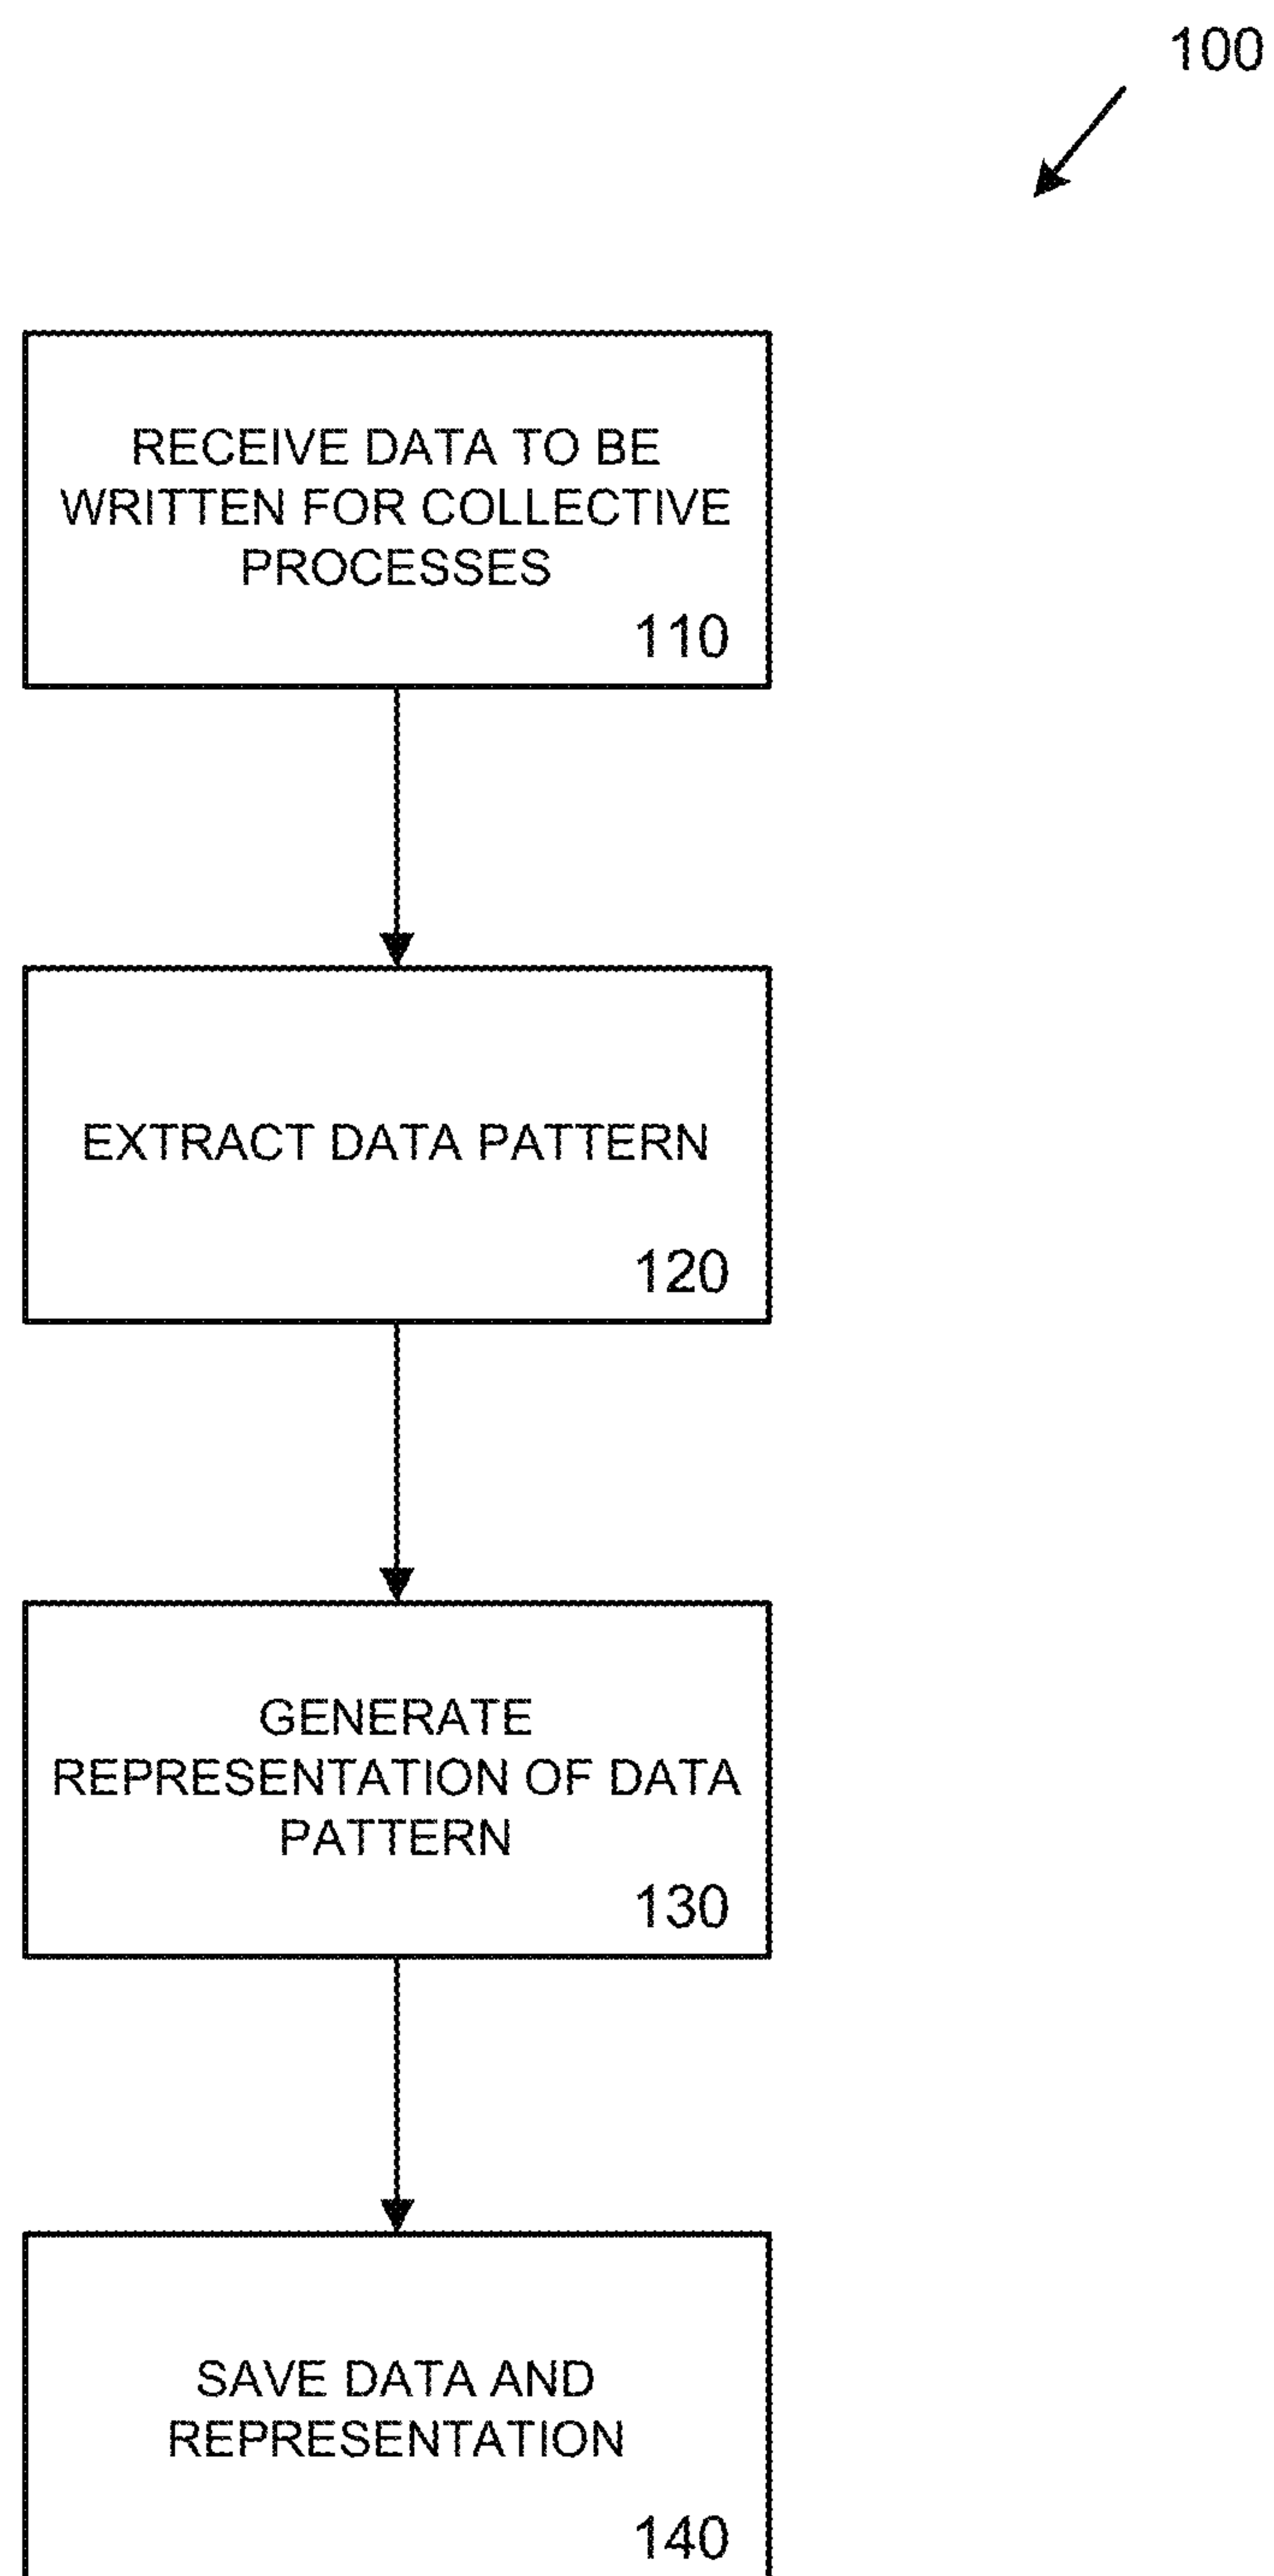 100
RECEIVE DATA TO BE
WRITTEN FOR COLLECTIVE
PROCESSES
110
EXTRACT DATA PATTERN
120
GENERATE
REPRESENTATION OF DATA
PATTERN
130
SAVE DATA AND
REPRESENTATION
140